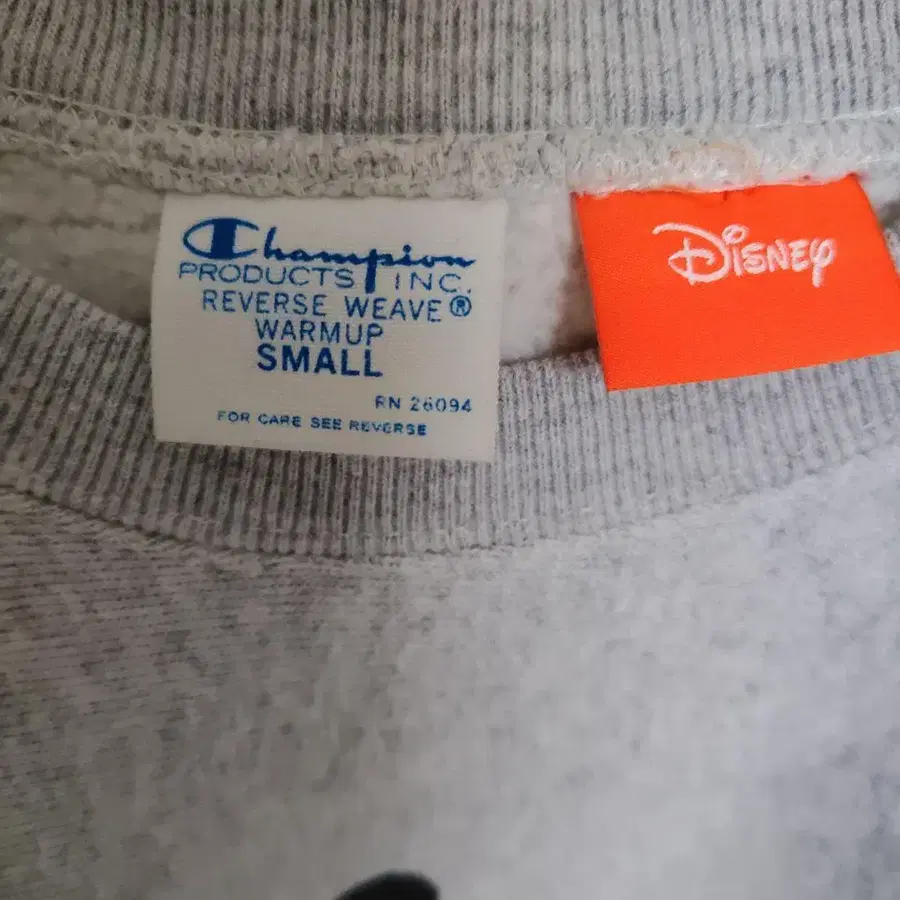 Champion
PRODUCTS INC.
REVERSE WEAVE®
WARMUP
SMALL
RN 26094
FOR CARE SEE REVERSE
Disney